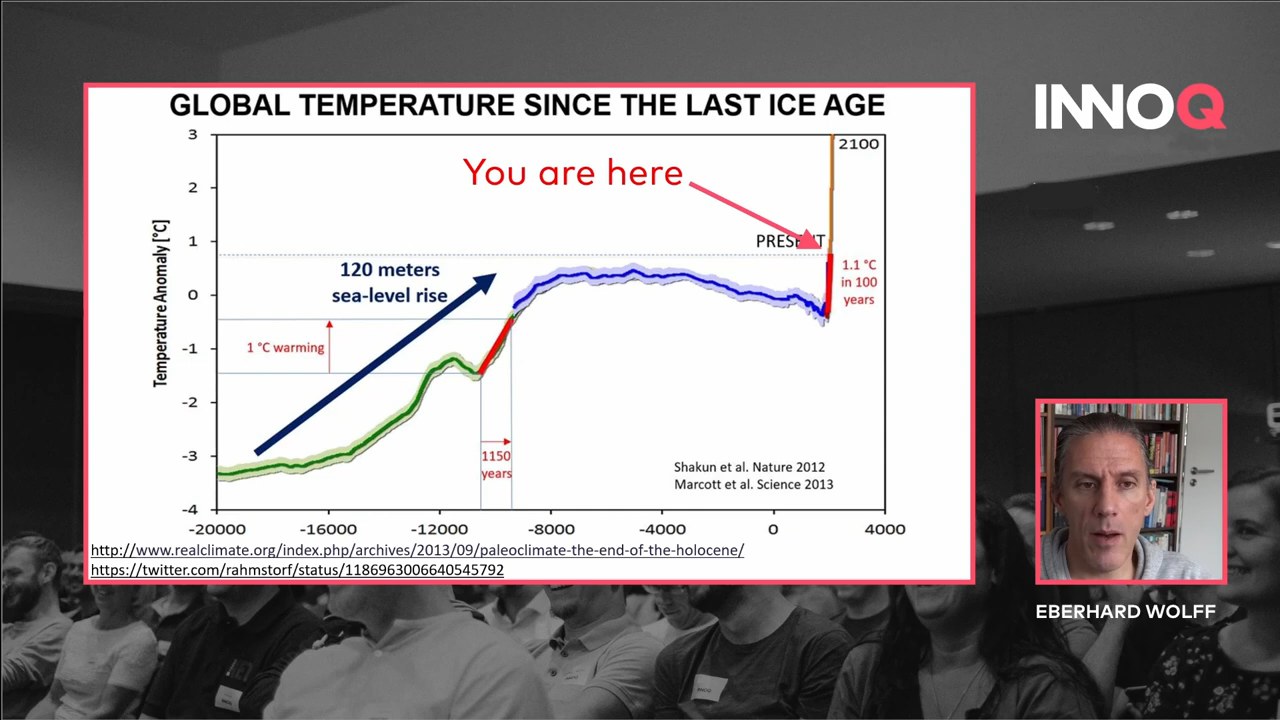 GLOBAL TEMPERATURE SINCE THE LAST ICE AGE
INNOQ
3
2100
You are here
2
1
PRESENT
120 meters
sea-level rise
1.1 °C
in 100
years
0
Temperature Anomaly [°C]
1 °C warming
-1
-2
-3
1150
years
Shakun et al. Nature 2012
Marcott et al. Science 2013
-4
-20000 -16000 -12000 -8000 -4000 0 4000
http://www.realclimate.org/index.php/archives/2013/09/paleoclimate-the-end-of-the-holocene/
https://twitter.com/rahmstorf/status/1186963006640545792
EBERHARD WOLFF
INNOQ